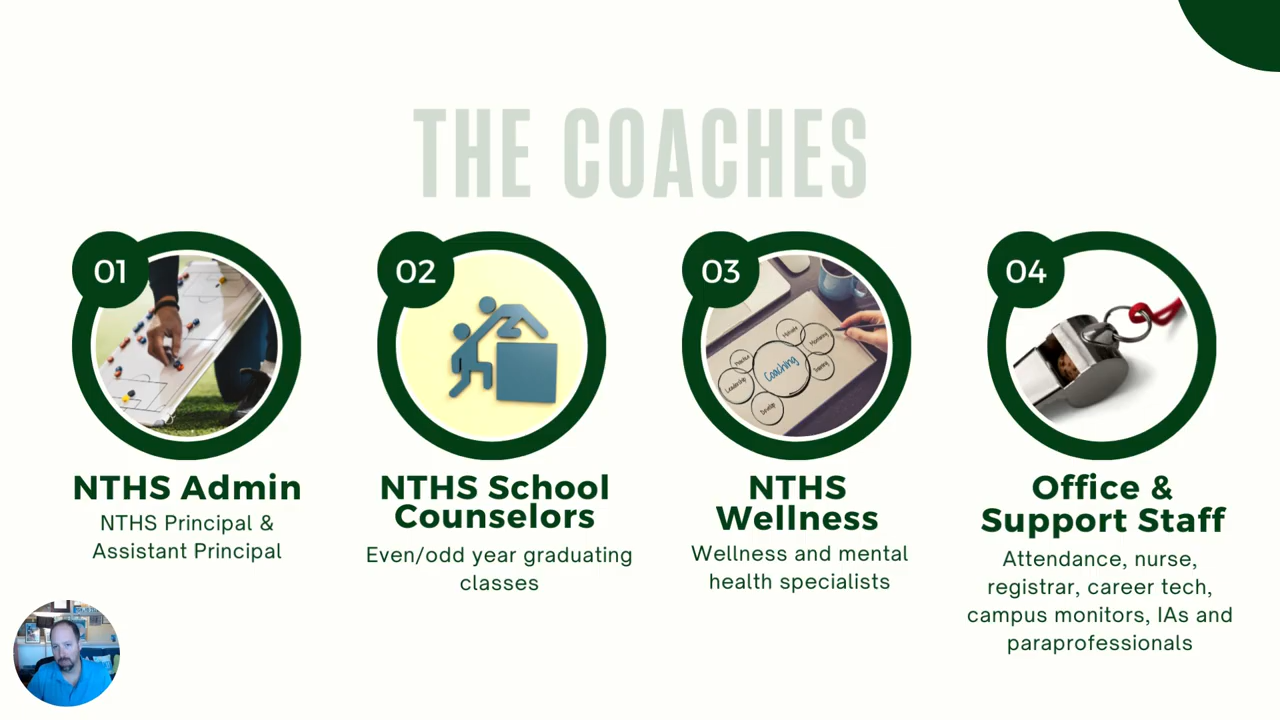 THE COACHES
01
02
03
04
Coaching
Develop
NTHS Admin
NTHS Principal &
Assistant Principal
NTHS School
Counselors
Even/odd year graduating
classes
NTHS
Wellness
Wellness and mental
health specialists
Office &
Support Staff
Attendance, nurse,
registrar, career tech,
campus monitors, IAs and
paraprofessionals